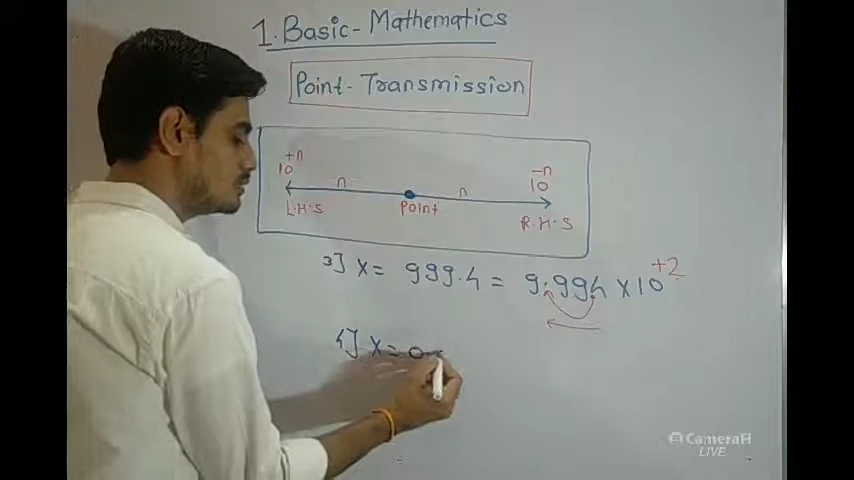 1. Basic-Mathematics
Point-Transmission
10+n
n
n
10-n
L.H.S
Point
R.H.S
3] X = 999.4 = 9.994 X 10+2
4] X = 0
CameraFi
LIVE